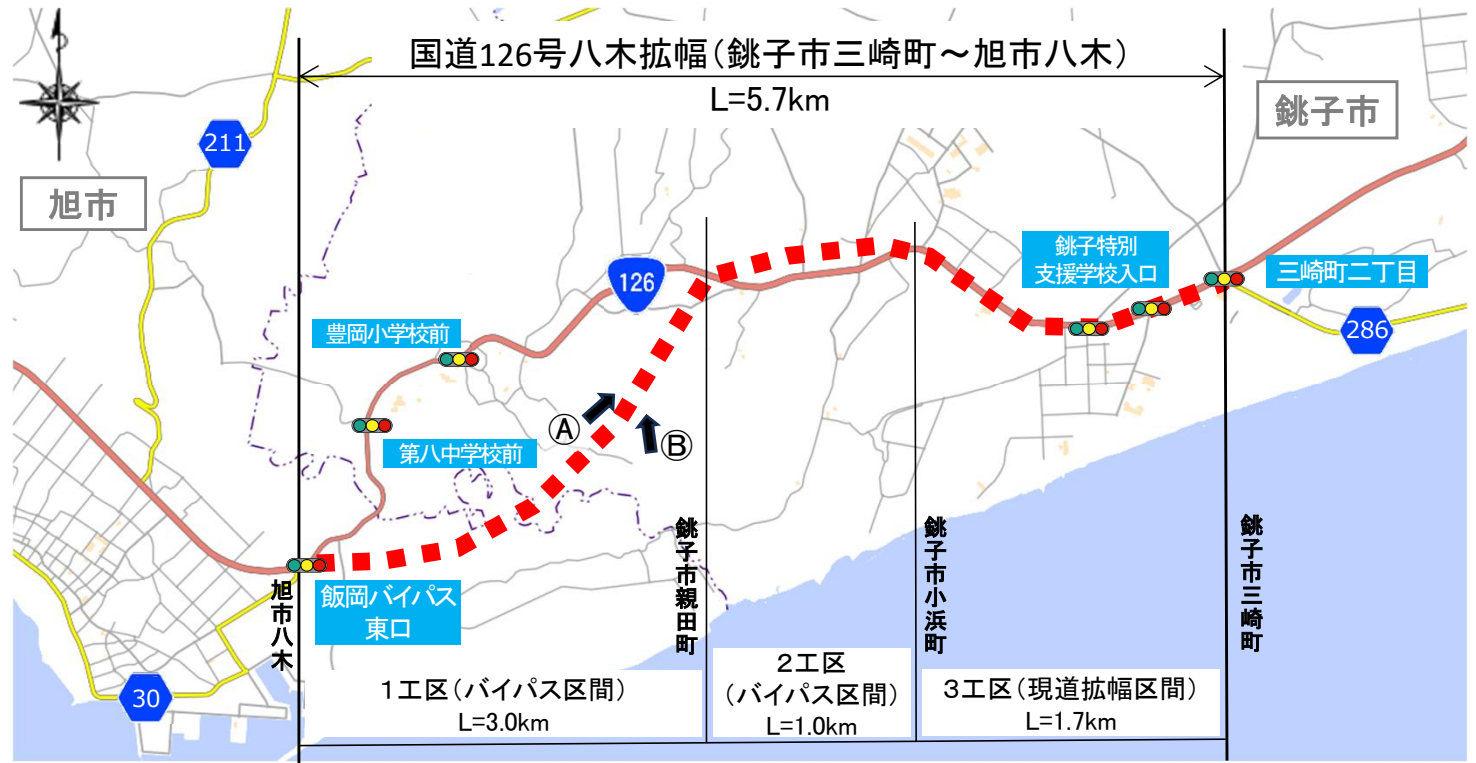 国道126号八木拡幅(銚子市三崎町～旭市八木)
L=5.7km
銚子市
211
旭市
銚子特別
支援学校入口
三崎町二丁目
126
286
豊岡小学校前
Ⓐ
Ⓑ
第八中学校前
飯岡バイパス
東口
旭市八木
銚子市親田町
銚子市小浜町
銚子市三崎町
30
1工区(バイパス区間)
L=3.0km
2工区
(バイパス区間)
L=1.0km
3工区(現道拡幅区間)
L=1.7km